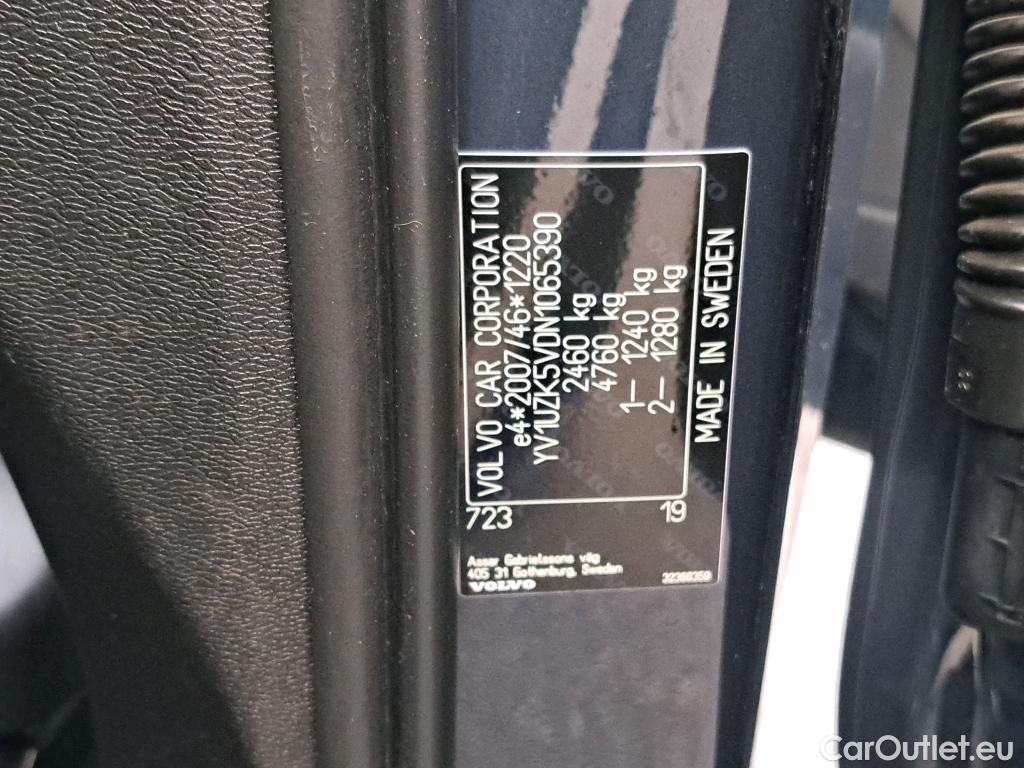 VOLVO CAR CORPORATION
e4*2007/46*1220
YV1UZK5VDN1065390
2460 kg
4760 kg
1- 1240 kg
2- 1280 kg
MADE IN SWEDEN
723
19
Assar Gabrielssons väg
405 31 Gothenburg, Sweden
VOLVO
32366359
CarOutlet.eu